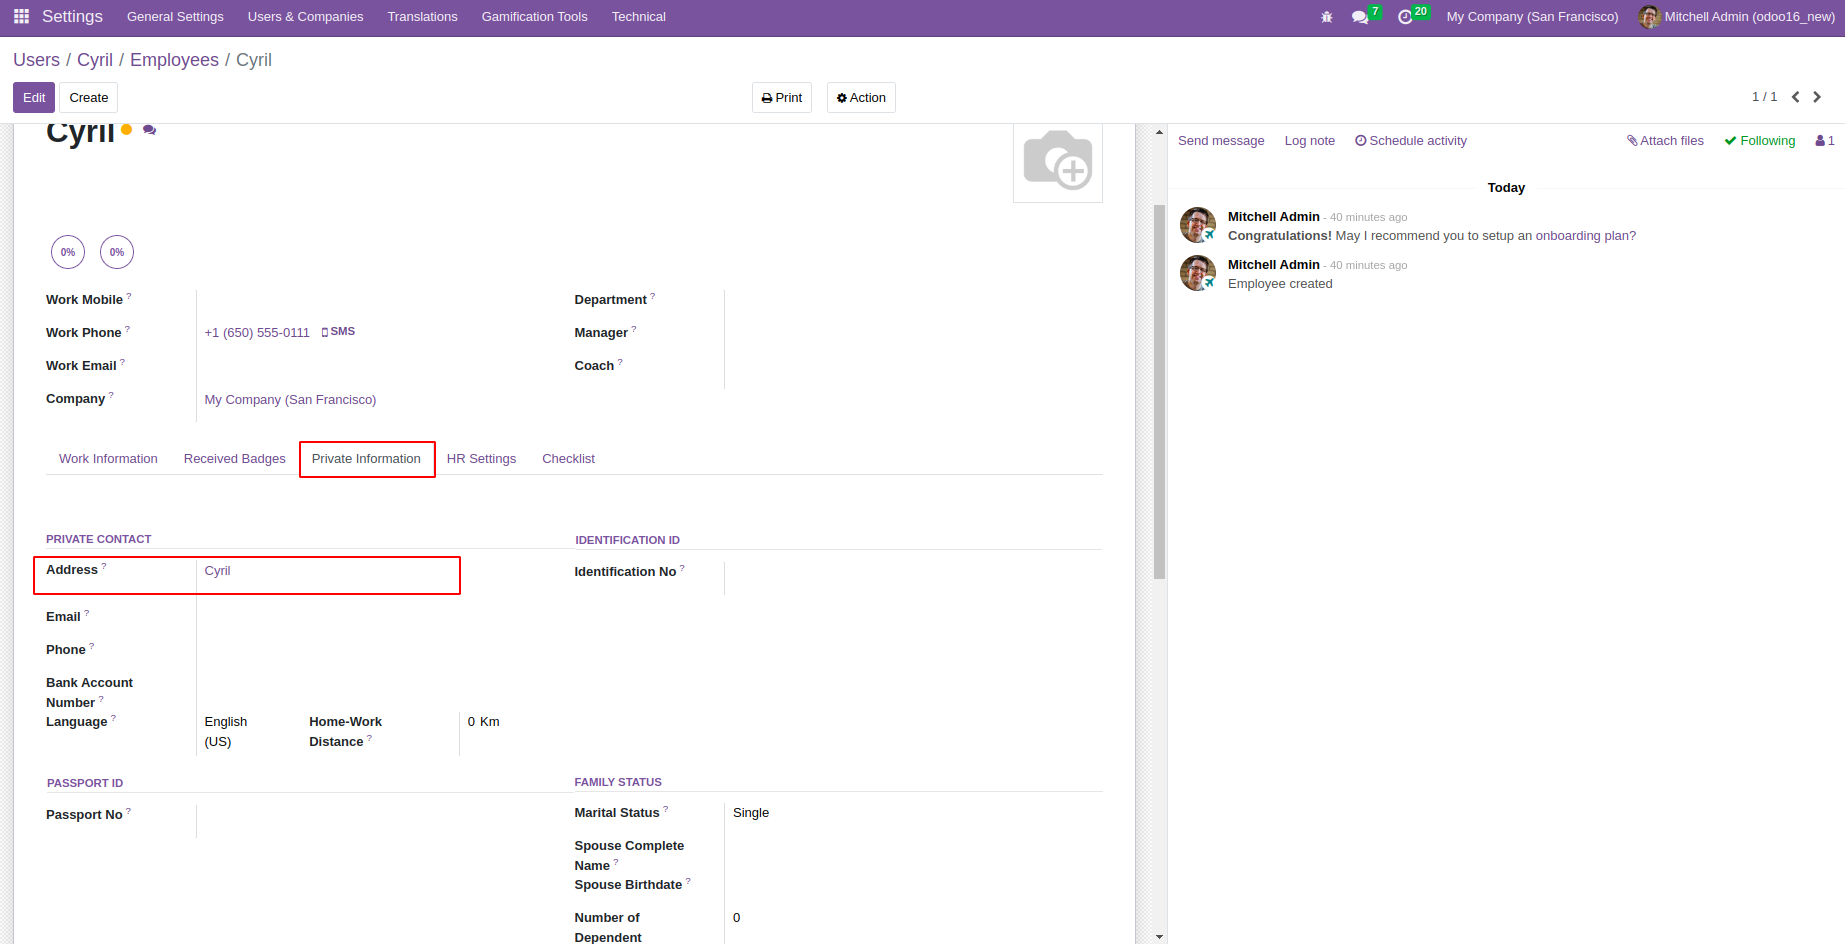 Settings General Settings Users & Companies Translations Gamification Tools Technical 7 20 My Company (San Francisco) Mitchell Admin (odoo16_new)
Users / Cyril / Employees / Cyril
Edit Create Print Action 1 / 1
Cyril
Send message Log note Schedule activity Attach files Following 1
Today
Mitchell Admin - 40 minutes ago
Congratulations! May I recommend you to setup an onboarding plan?
Mitchell Admin - 40 minutes ago
Employee created
0% 0%
Work Mobile ? Department ?
Work Phone ? +1 (650) 555-0111 SMS Manager ?
Work Email ? Coach ?
Company ? My Company (San Francisco)
Work Information Received Badges Private Information HR Settings Checklist
PRIVATE CONTACT IDENTIFICATION ID
Address ? Cyril Identification No ?
Email ?
Phone ?
Bank Account
Number ?
Language ? English Home-Work 0 Km
(US) Distance ?
PASSPORT ID FAMILY STATUS
Passport No ? Marital Status ? Single
Spouse Complete
Name ?
Spouse Birthdate ?
Number of 0
Dependent